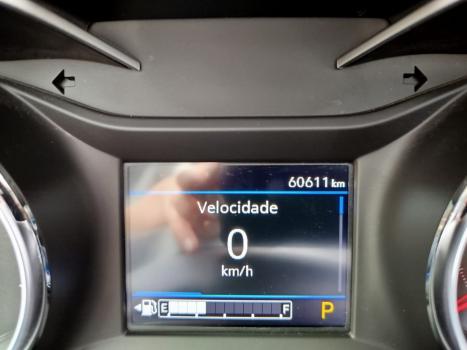 60611 km
Velocidade
0
km/h
E F P